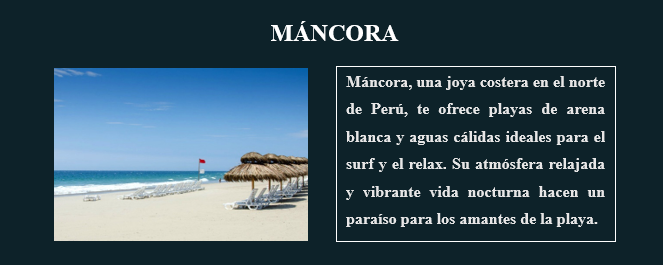 MÁNCORA
Máncora, una joya costera en el norte
de Perú, te ofrece playas de arena
blanca y aguas cálidas ideales para el
surf y el relax. Su atmósfera relajada
y vibrante vida nocturna hacen un
paraíso para los amantes de la playa.